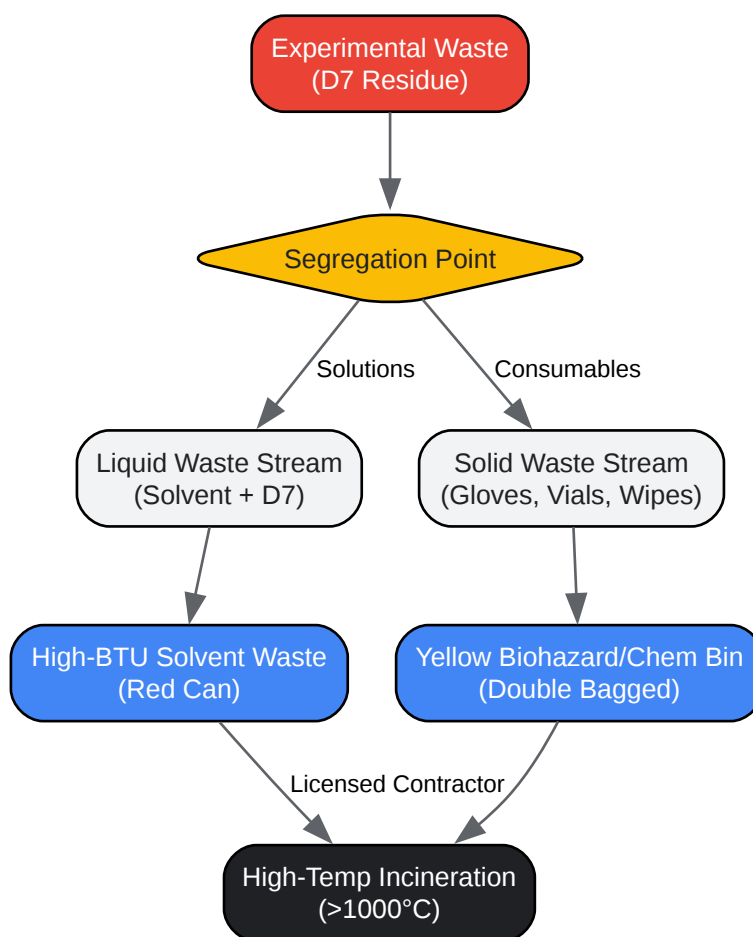 Experimental Waste
(D7 Residue)
Segregation Point
Solutions
Consumables
Liquid Waste Stream
(Solvent + D7)
Solid Waste Stream
(Gloves, Vials, Wipes)
High-BTU Solvent Waste
(Red Can)
Yellow Biohazard/Chem Bin
(Double Bagged)
Licensed Contractor
High-Temp Incineration
(>1000°C)